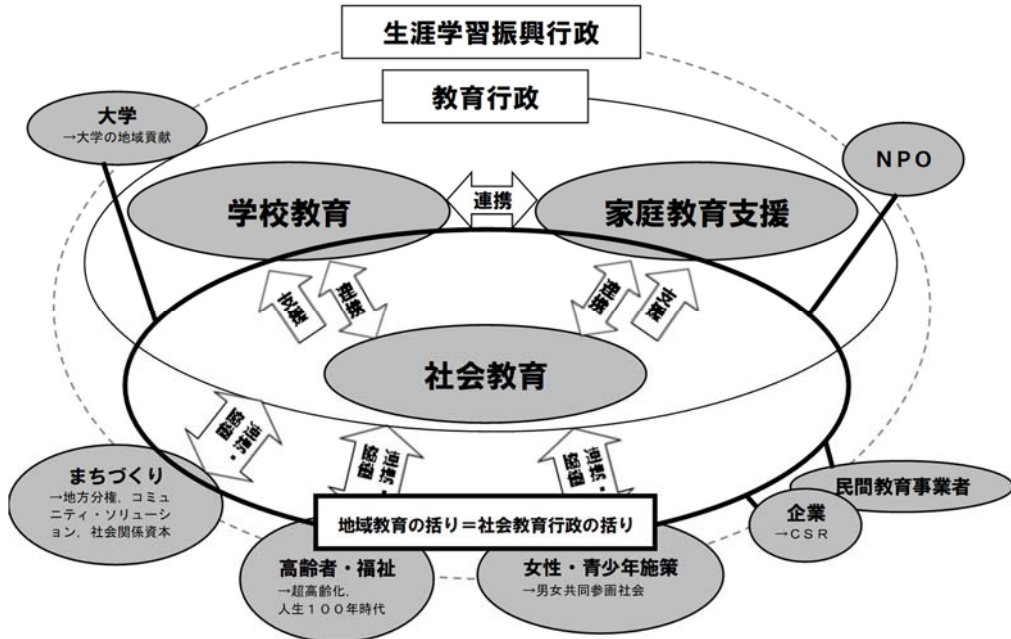 生涯学習振興行政
教育行政
大学
→大学の地域貢献
NPO
学校教育
連携
家庭教育支援
支援
連携
連携
支援
社会教育
連携・
連携・
連携・
まちづくり
→地方分権，コミュ
ニティ・ソリューショ
ン，社会関係資本
地域教育の括り＝社会教育行政の括り
民間教育事業者
企業
→ＣＳＲ
高齢者・福祉
→超高齢化，
人生１００年時代
女性・青少年施策
→男女共同参画社会